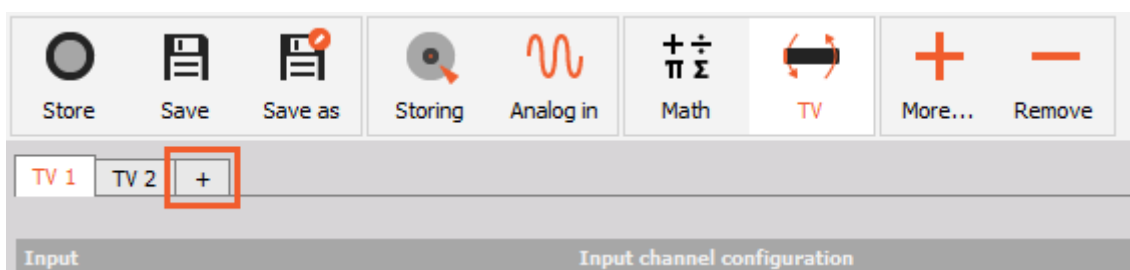 Store Save Save as Storing Analog in Math TV More... Remove
TV 1 TV 2 +
Input Input channel configuration